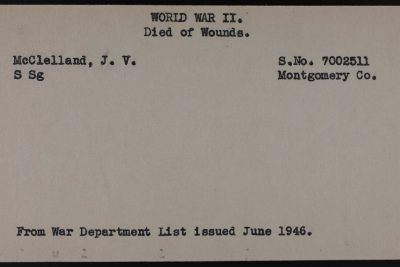 WORLD WAR II.
Died of Wounds.
McClelland, J. V. S.No. 7002511
S Sg Montgomery Co.
From War Department List issued June 1946.